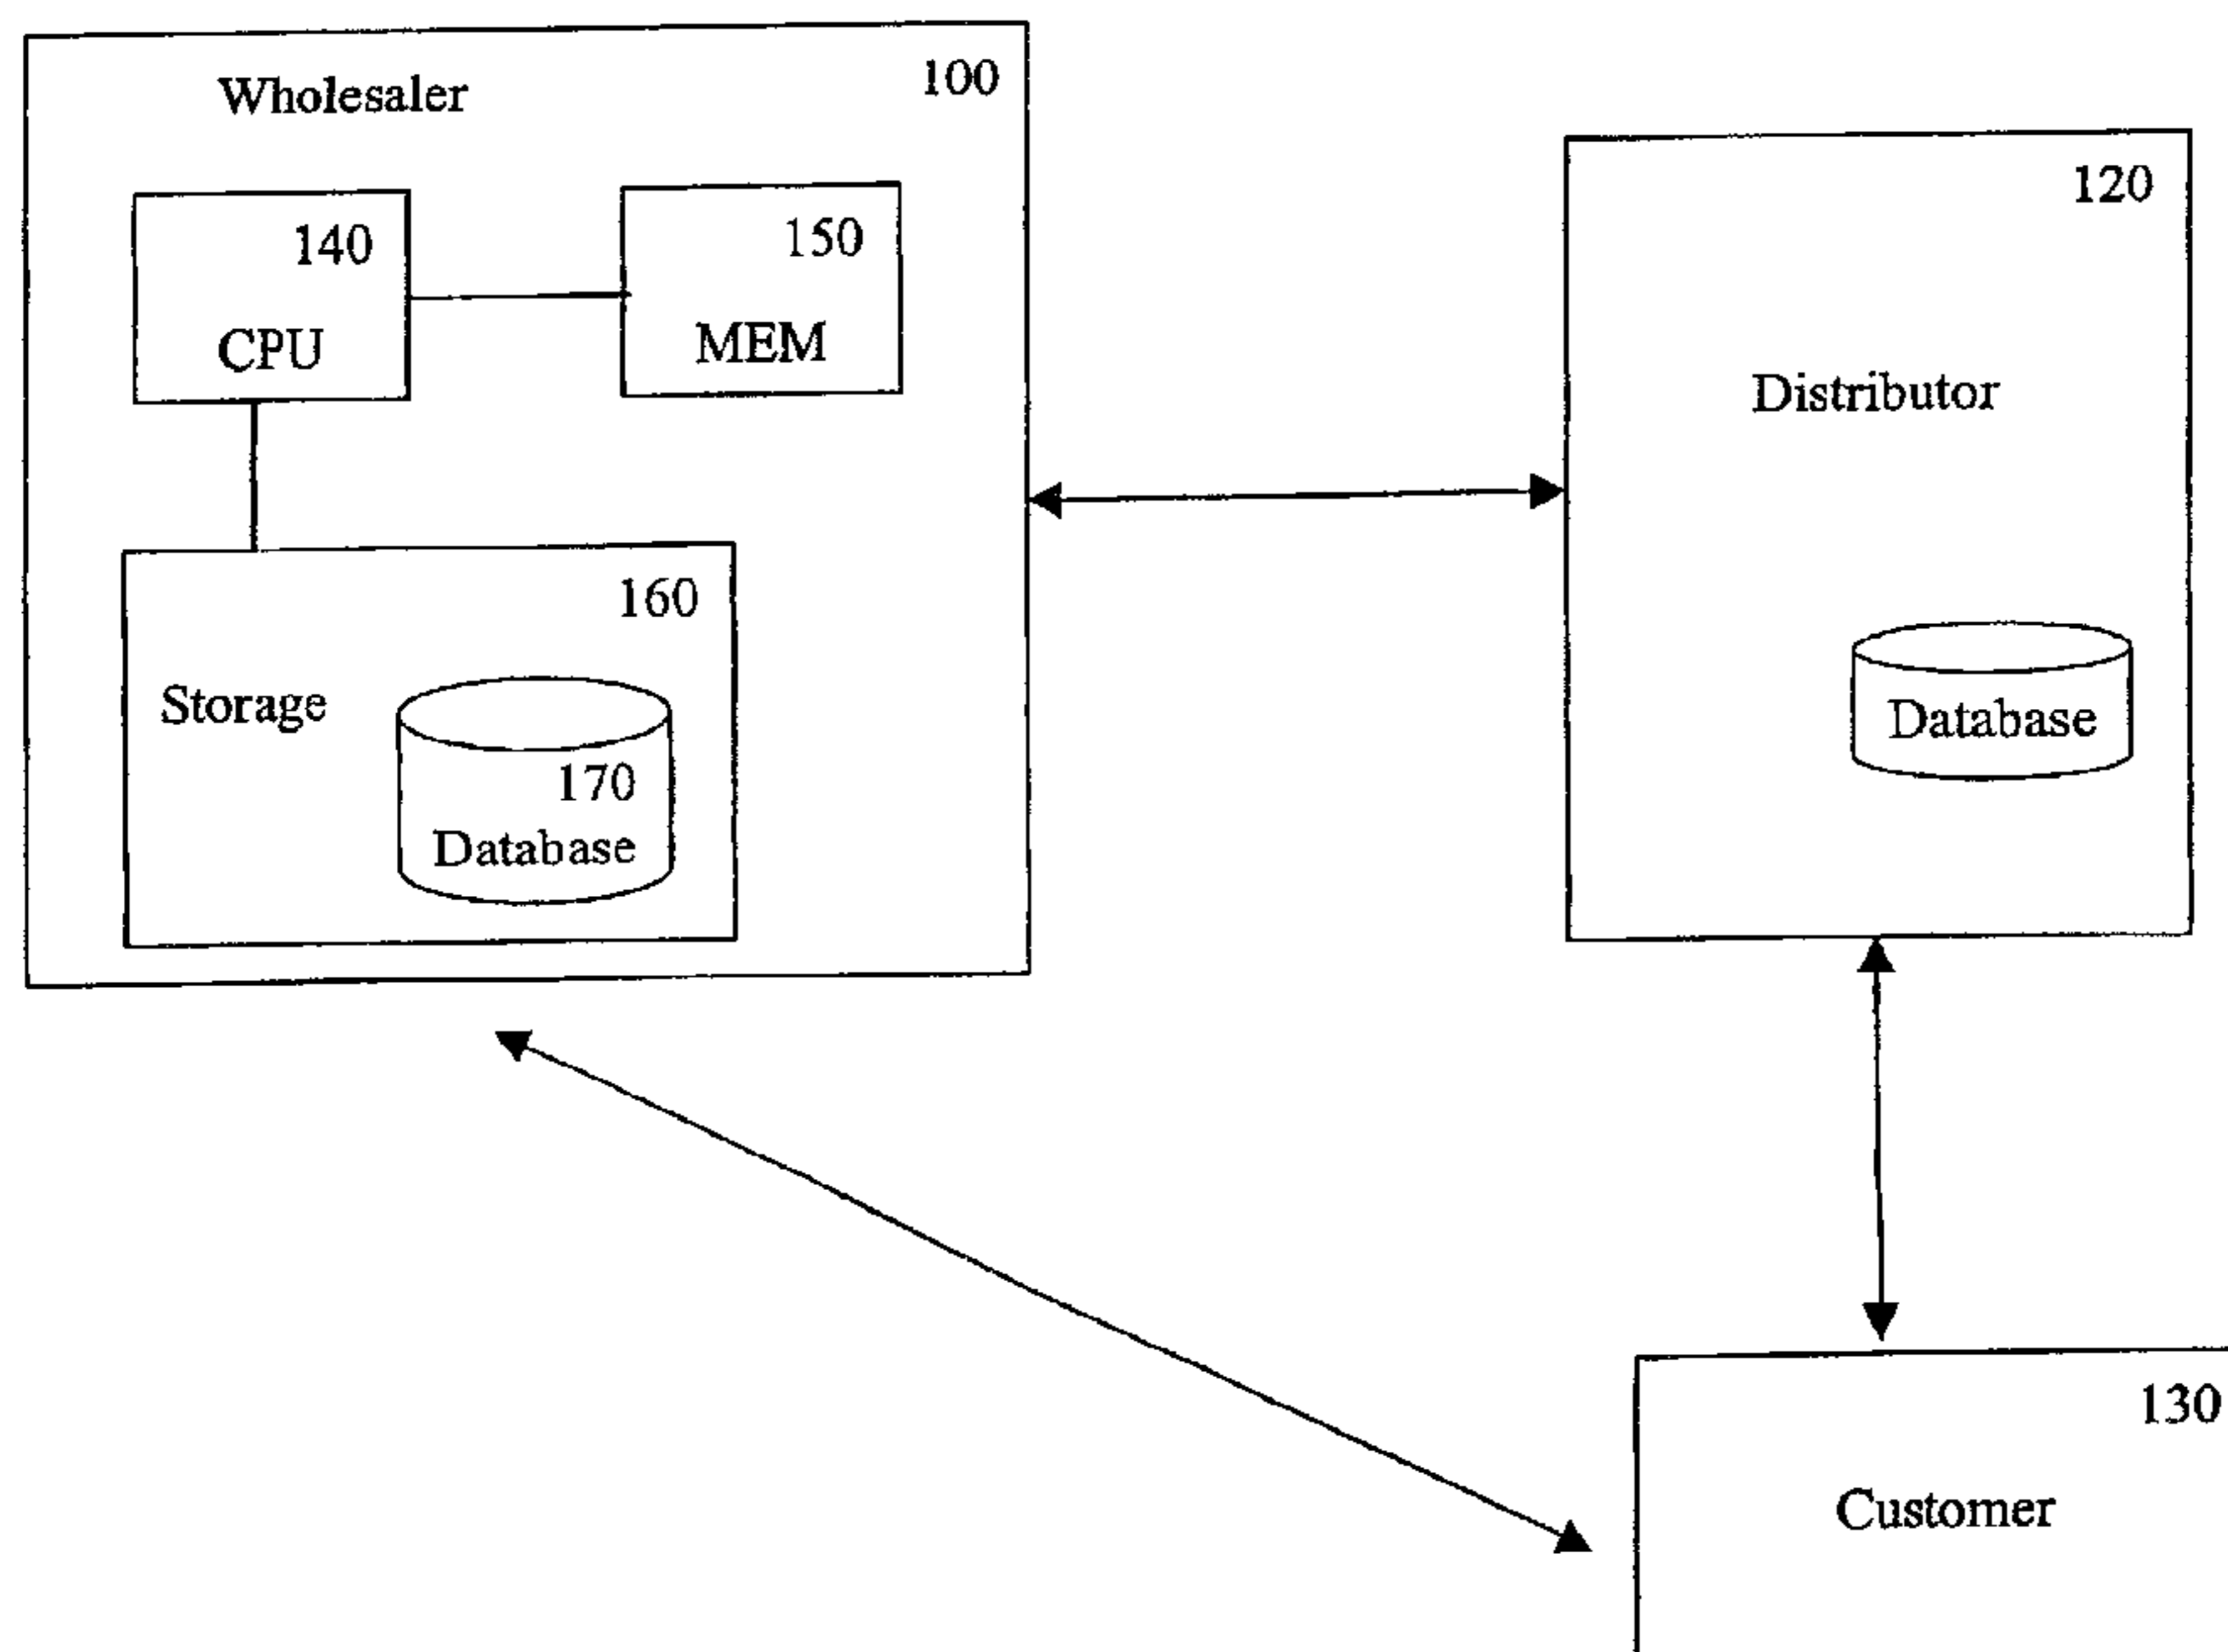 Wholesaler 100
140
CPU
150
MEM
160
Storage
170
Database
120
Distributor
Database
130
Customer